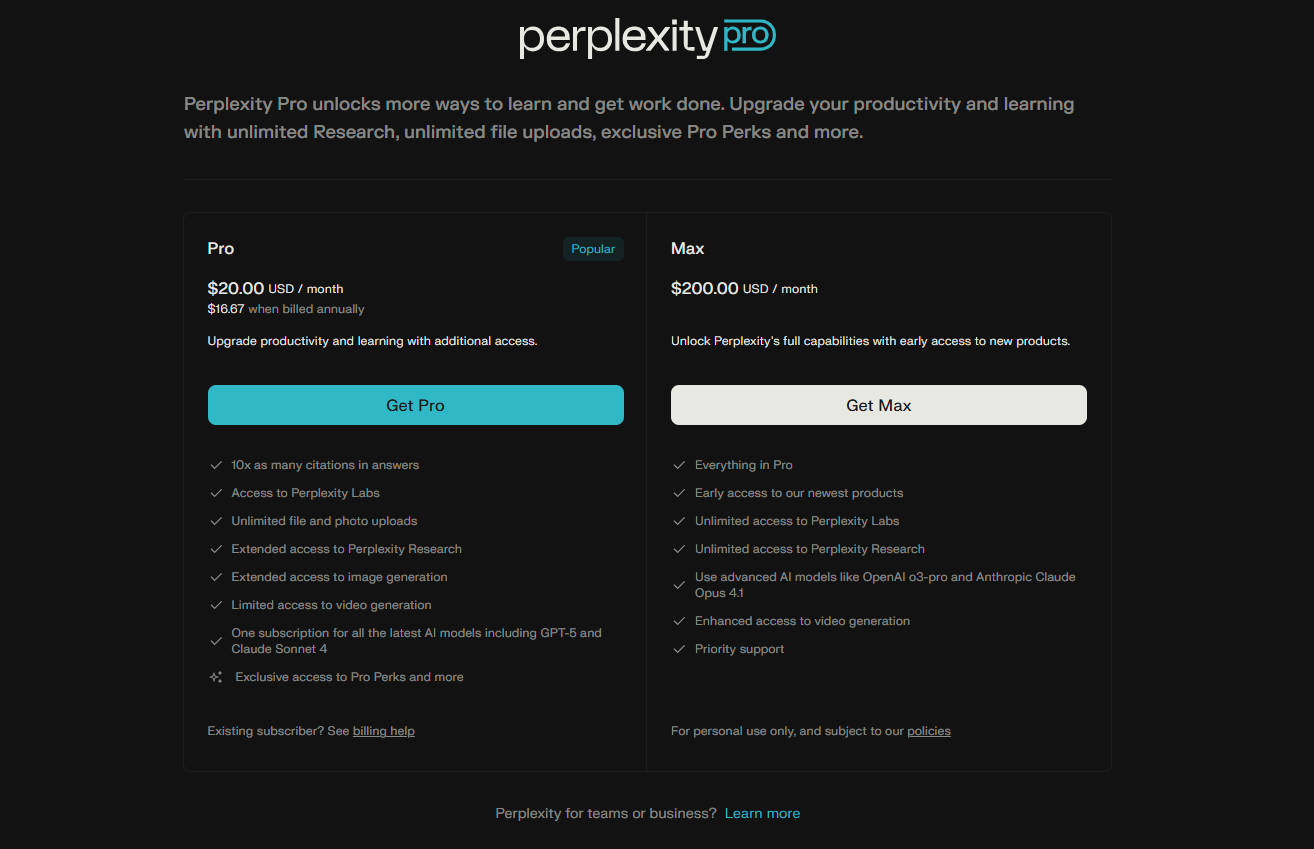 perplexity pro
Perplexity Pro unlocks more ways to learn and get work done. Upgrade your productivity and learning
with unlimited Research, unlimited file uploads, exclusive Pro Perks and more.
Pro
Popular
$20.00 USD / month
$16.67 when billed annually
Upgrade productivity and learning with additional access.
Get Pro
10x as many citations in answers
Access to Perplexity Labs
Unlimited file and photo uploads
Extended access to Perplexity Research
Extended access to image generation
Limited access to video generation
One subscription for all the latest AI models including GPT-5 and
Claude Sonnet 4
Exclusive access to Pro Perks and more
Existing subscriber? See billing help
Max
$200.00 USD / month
Unlock Perplexity's full capabilities with early access to new products.
Get Max
Everything in Pro
Early access to our newest products
Unlimited access to Perplexity Labs
Unlimited access to Perplexity Research
Use advanced AI models like OpenAI o3-pro and Anthropic Claude
Opus 4.1
Enhanced access to video generation
Priority support
For personal use only, and subject to our policies
Perplexity for teams or business? Learn more